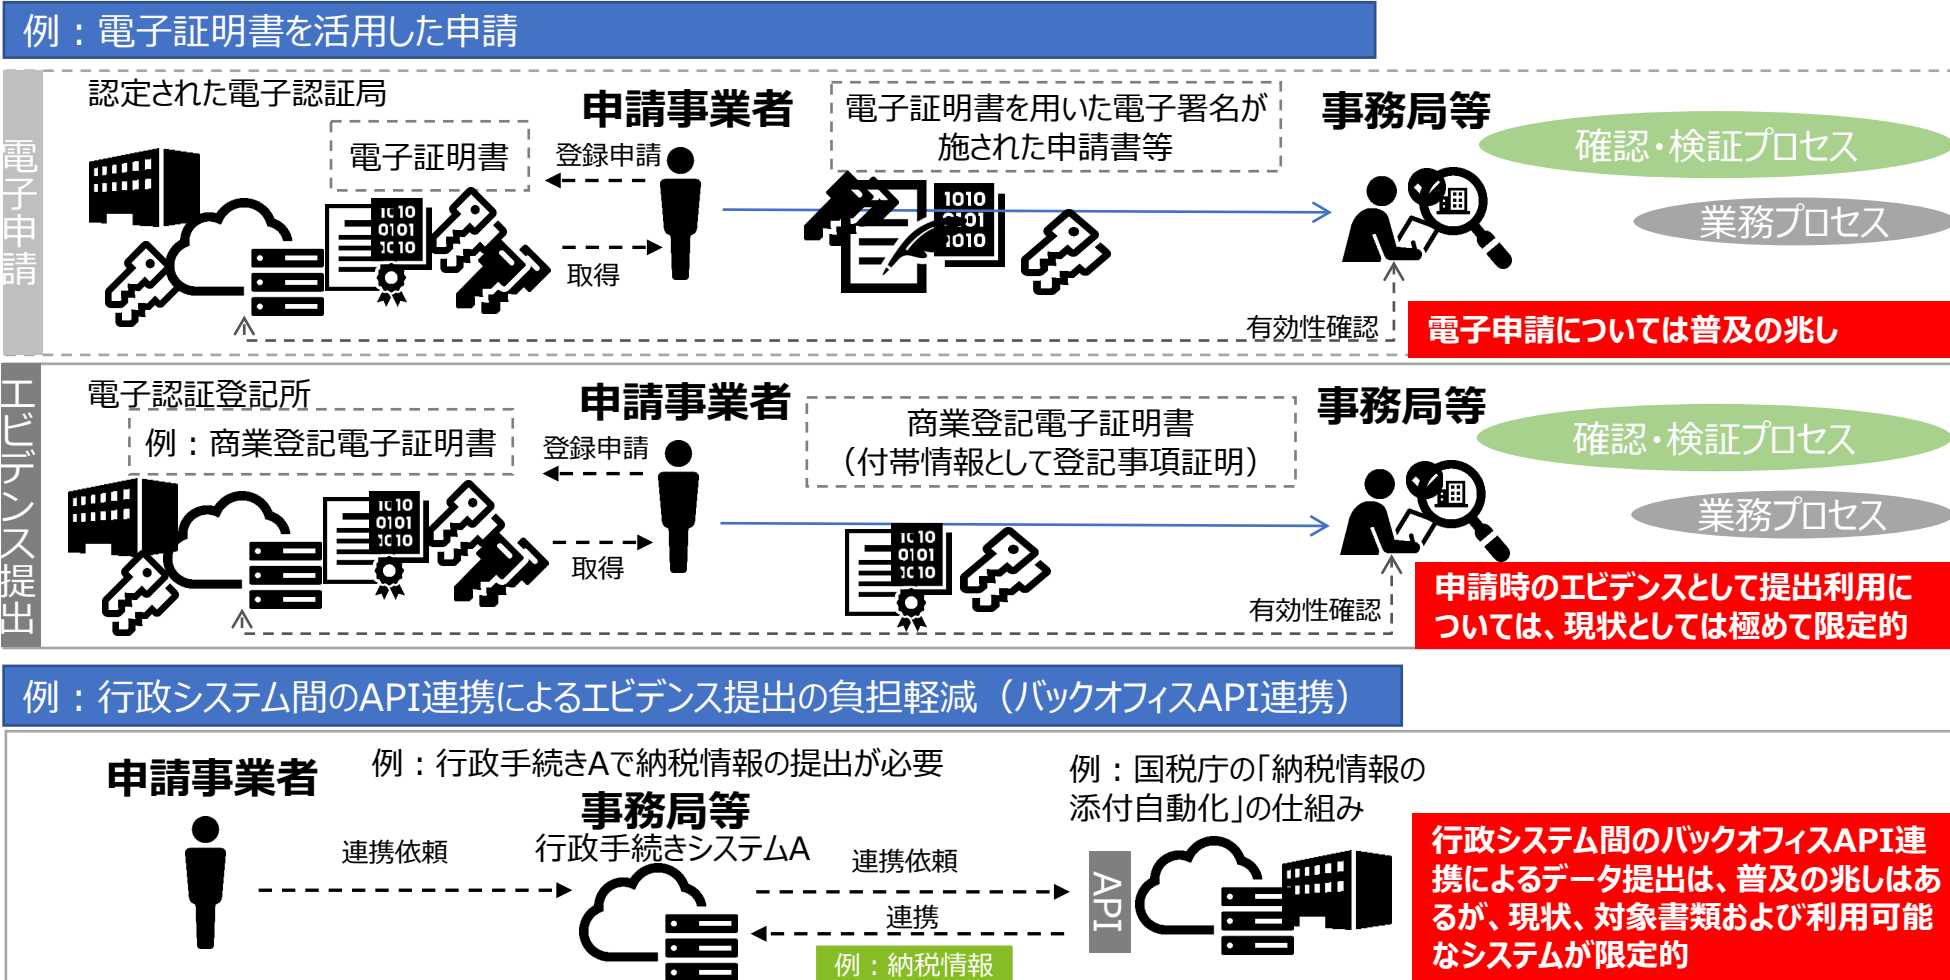 例：電子証明書を活用した申請
電子申請
認定された電子認証局
電子証明書
1010
0101
1010
登録申請
取得
申請事業者
電子証明書を用いた電子署名が
施された申請書等
1010
0101
1010
事務局等
確認・検証プロセス
業務プロセス
有効性確認
電子申請については普及の兆し
エビデンス提出
電子認証登記所
例：商業登記電子証明書
1010
0101
1010
登録申請
取得
申請事業者
商業登記電子証明書
（付帯情報として登記事項証明）
1010
0101
1010
事務局等
確認・検証プロセス
業務プロセス
有効性確認
申請時のエビデンスとして提出利用に
ついては、現状としては極めて限定的
例：行政システム間のAPI連携によるエビデンス提出の負担軽減（バックオフィスAPI連携）
申請事業者
例：行政手続きAで納税情報の提出が必要
事務局等
行政手続きシステムA
連携依頼
連携依頼
連携
例：納税情報
例：国税庁の「納税情報の
添付自動化」の仕組み
API
行政システム間のバックオフィスAPI連
携によるデータ提出は、普及の兆しはあ
るが、現状、対象書類および利用可能
なシステムが限定的